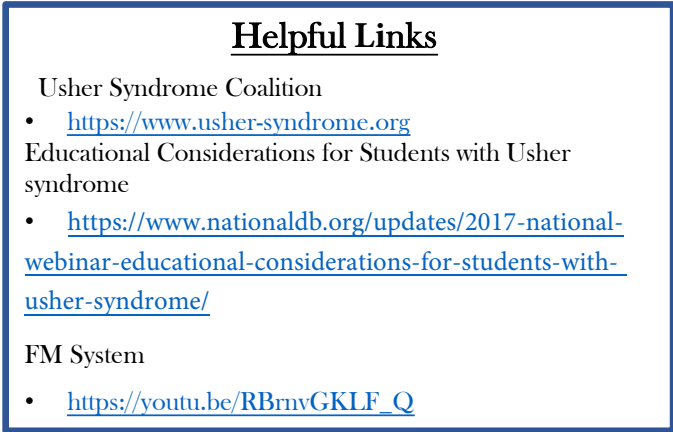 Helpful Links
Usher Syndrome Coalition
• https://www.usher-syndrome.org
Educational Considerations for Students with Usher
syndrome
• https://www.nationaldb.org/updates/2017-national-
webinar-educational-considerations-for-students-with-
usher-syndrome/
FM System
• https://youtu.be/RBrnvGKLF_Q